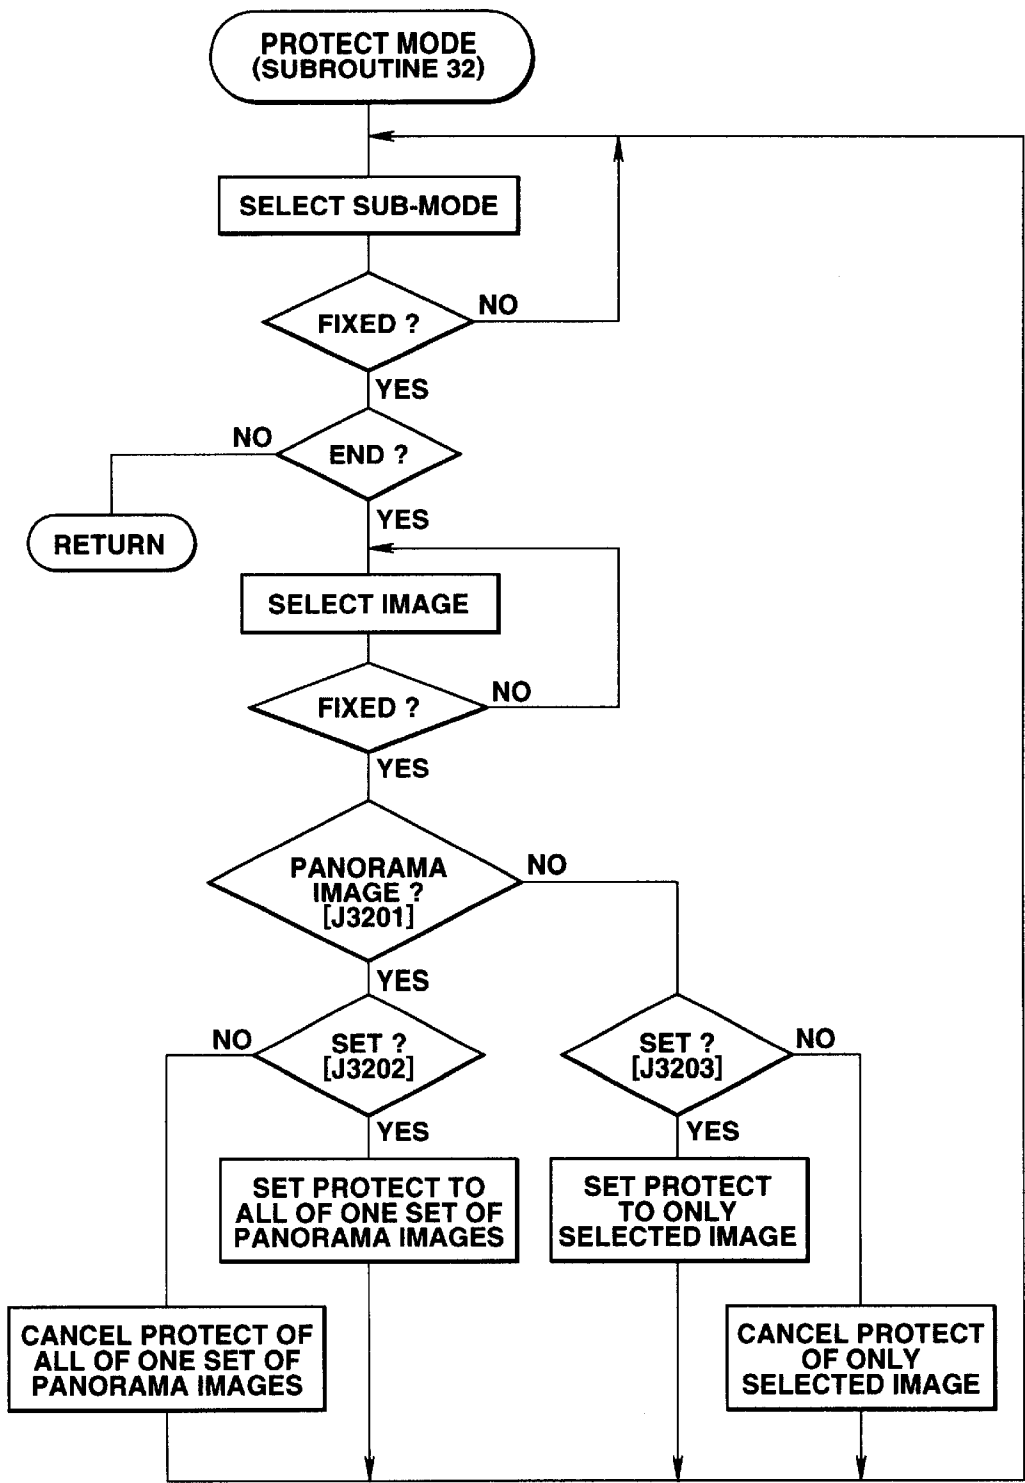 PROTECT MODE
(SUBROUTINE 32)
SELECT SUB-MODE
FIXED ?
NO
YES
NO
END ?
YES
RETURN
SELECT IMAGE
FIXED ?
NO
YES
PANORAMA
IMAGE ?
[J3201]
NO
YES
NO
SET ?
[J3202]
YES
SET ?
[J3203]
NO
YES
SET PROTECT TO
ALL OF ONE SET OF
PANORAMA IMAGES
SET PROTECT
TO ONLY
SELECTED IMAGE
CANCEL PROTECT OF
ALL OF ONE SET OF
PANORAMA IMAGES
CANCEL PROTECT
OF ONLY
SELECTED IMAGE